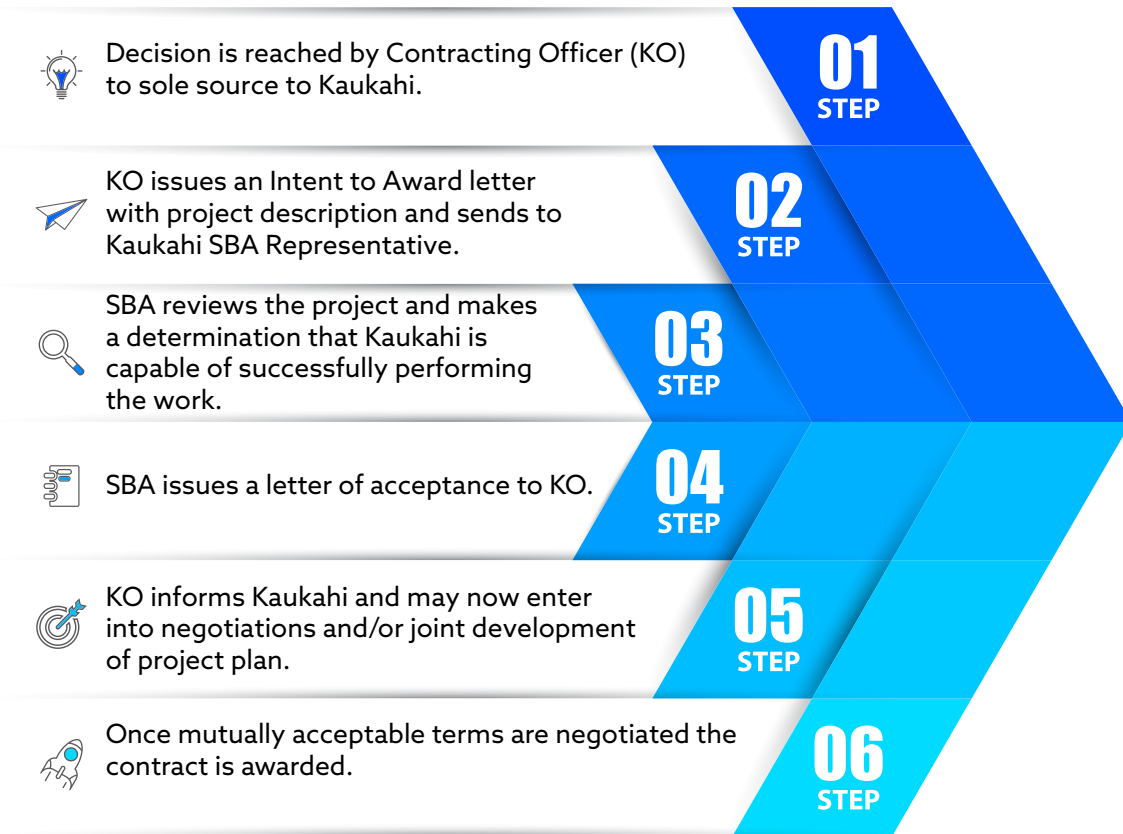 Decision is reached by Contracting Officer (KO)
to sole source to Kaukahi.
01
STEP
KO issues an Intent to Award letter
with project description and sends to
Kaukahi SBA Representative.
02
STEP
SBA reviews the project and makes
a determination that Kaukahi is
capable of successfully performing
the work.
03
STEP
SBA issues a letter of acceptance to KO.
04
STEP
KO informs Kaukahi and may now enter
into negotiations and/or joint development
of project plan.
05
STEP
Once mutually acceptable terms are negotiated the
contract is awarded.
06
STEP